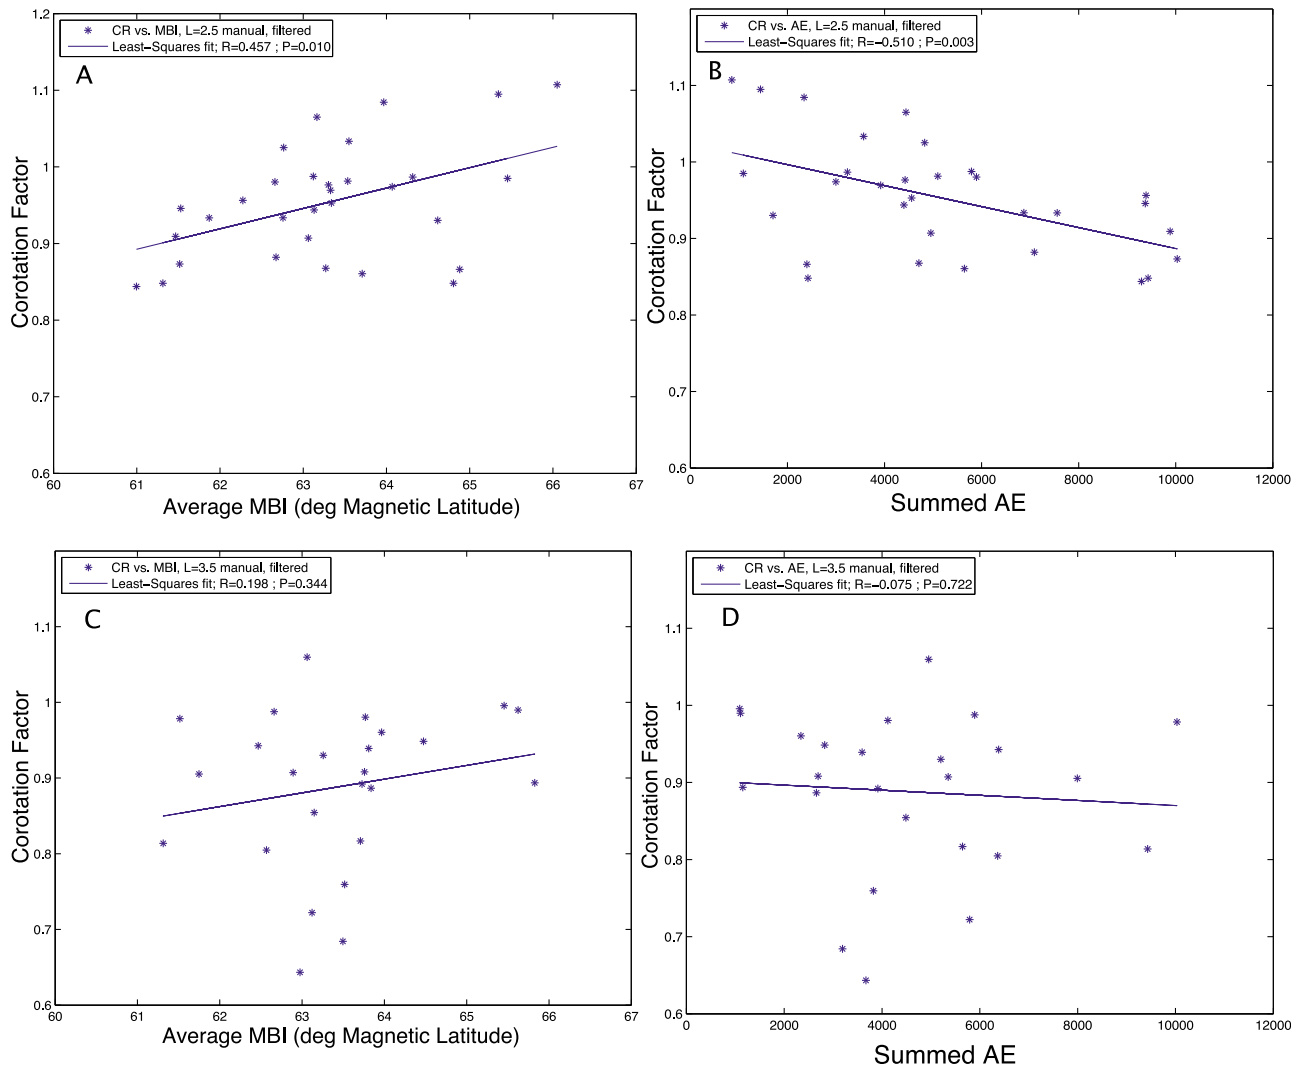 CR vs. MBI, L=2.5 manual, filtered
Least−Squares fit; R=0.457 ; P=0.010
A
1.2
1.1
1
0.9
0.8
0.7
0.6
60 61 62 63 64 65 66 67
Corotation Factor
Average MBI (deg Magnetic Latitude)
CR vs. AE, L=2.5 manual, filtered
Least−Squares fit; R=−0.510 ; P=0.003
B
1.1
1
0.9
0.8
0.7
0.6
0 2000 4000 6000 8000 10000 12000
Corotation Factor
Summed AE
CR vs. MBI, L=3.5 manual, filtered
Least−Squares fit; R=0.198 ; P=0.344
C
1.1
1
0.9
0.8
0.7
0.6
60 61 62 63 64 65 66 67
Corotation Factor
Average MBI (deg Magnetic Latitude)
CR vs. AE, L=3.5 manual, filtered
Least−Squares fit; R=−0.075 ; P=0.722
D
1.1
1
0.9
0.8
0.7
0.6
0 2000 4000 6000 8000 10000 12000
Corotation Factor
Summed AE